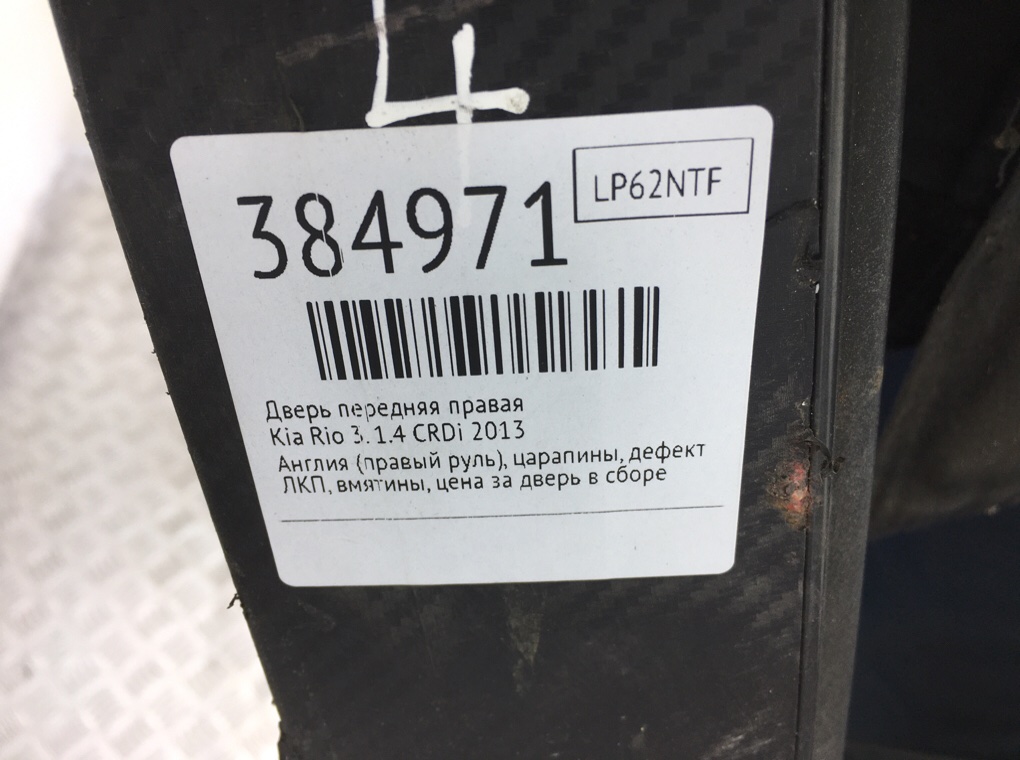 4
LP62NTF
384971
Дверь передняя правая
Kia Rio 3. 1.4 CRDi 2013
Англия (правый руль), царапины, дефект
ЛКП, вмятины, цена за дверь в сборе